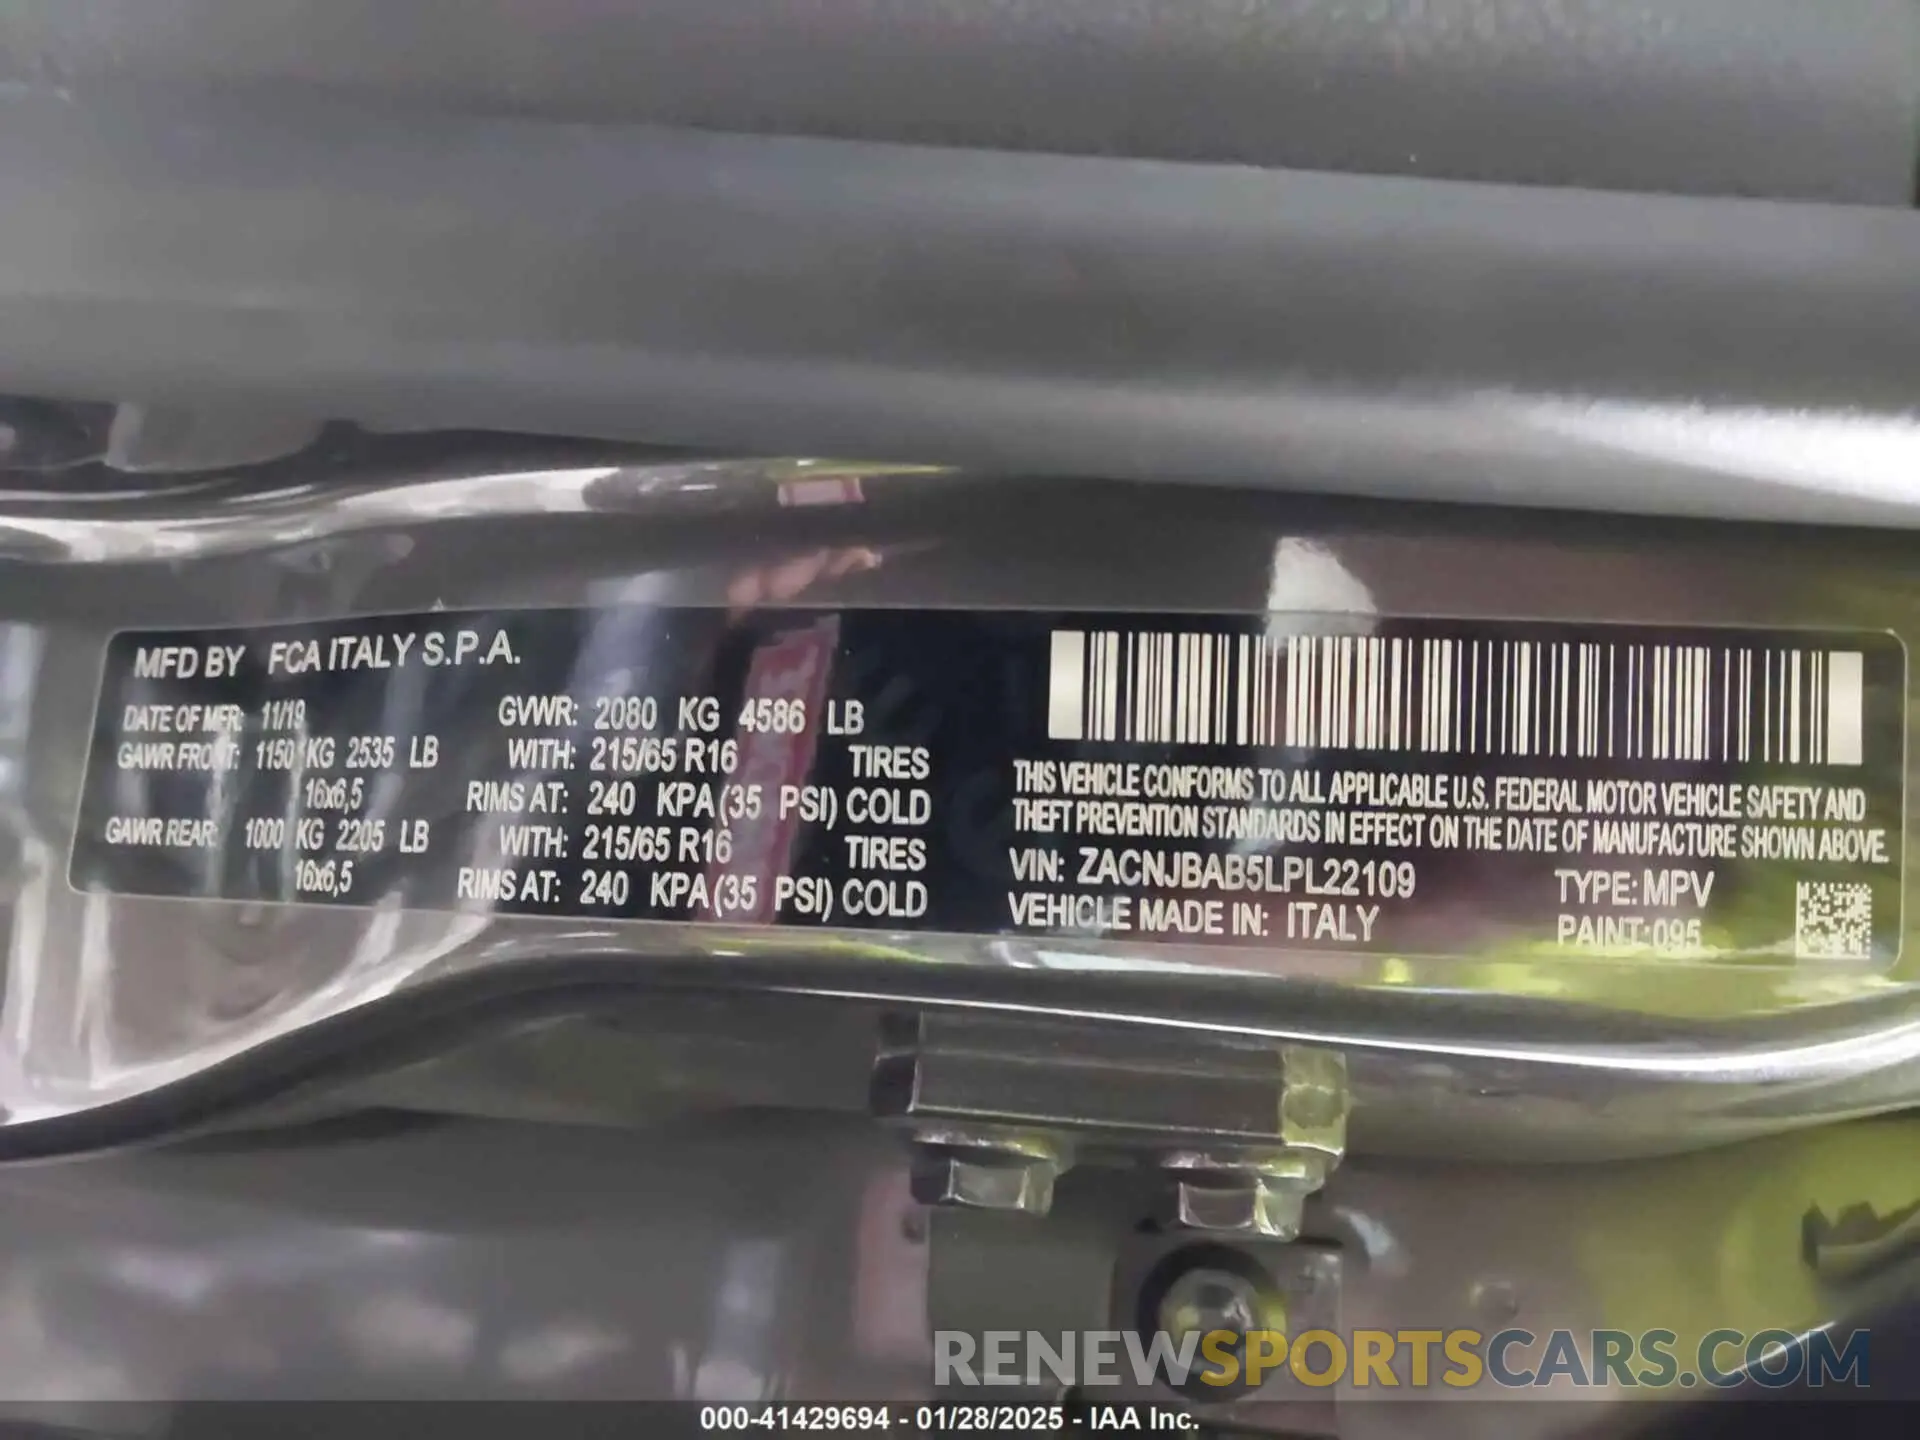 MFD BY FCA ITALY S.P.A.
DATE OF MFR: 11/19 GVWR: 2080 KG 4586 LB
GAWR FRONT: 1150 KG 2535 LB WITH: 215/65 R16 TIRES
16x6,5 RIMS AT: 240 KPA (35 PSI) COLD
GAWR REAR: 1000 KG 2205 LB WITH: 215/65 R16 TIRES
16x6,5 RIMS AT: 240 KPA (35 PSI) COLD
THIS VEHICLE CONFORMS TO ALL APPLICABLE U.S. FEDERAL MOTOR VEHICLE SAFETY AND
THEFT PREVENTION STANDARDS IN EFFECT ON THE DATE OF MANUFACTURE SHOWN ABOVE.
VIN: ZACNJBAB5LPL22109 TYPE: MPV
VEHICLE MADE IN: ITALY PAINT: 095
RENEWSPORTSCARS.COM
000-41429694 - 01/28/2025 - IAA Inc.